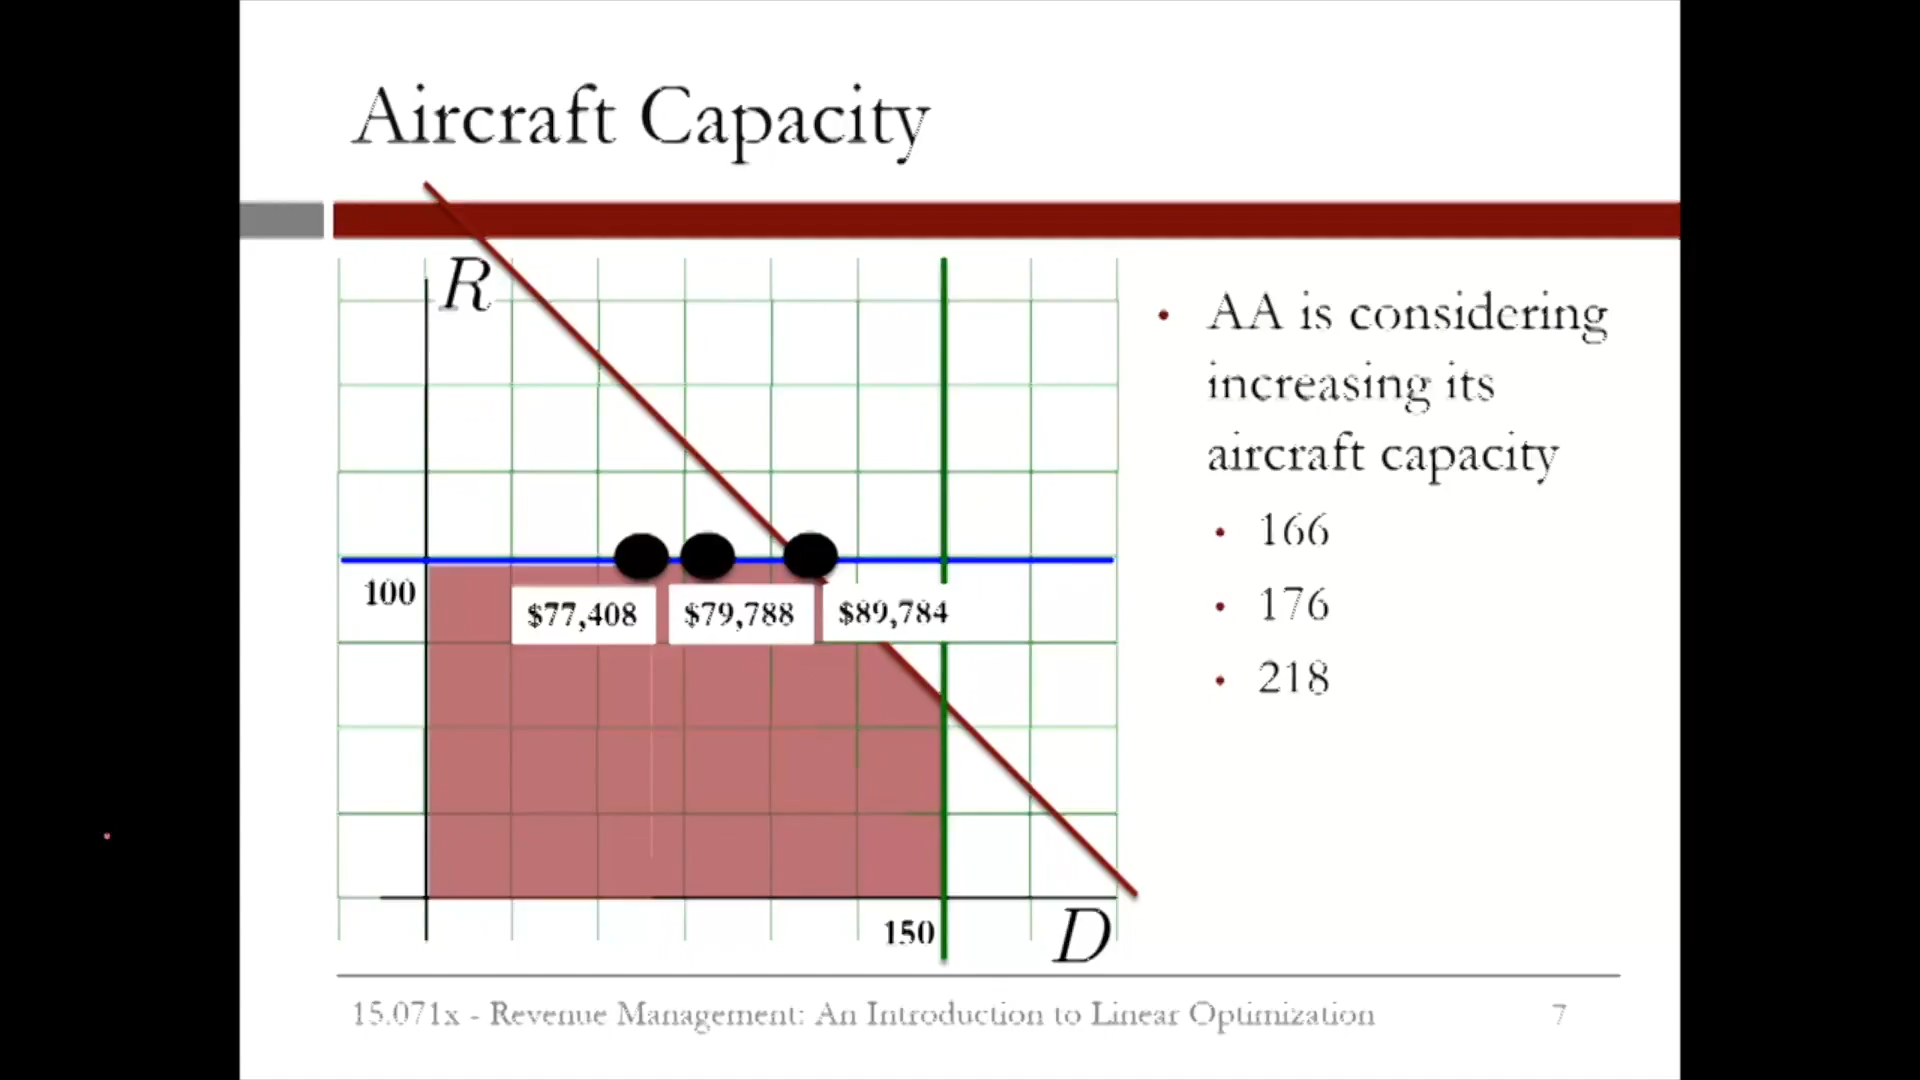 Aircraft Capacity
R
• AA is considering
increasing its
aircraft capacity
• 166
• 176
• 218
100
$77,408
$79,788
$89,784
150
D
15.071x - Revenue Management: An Introduction to Linear Optimization
7